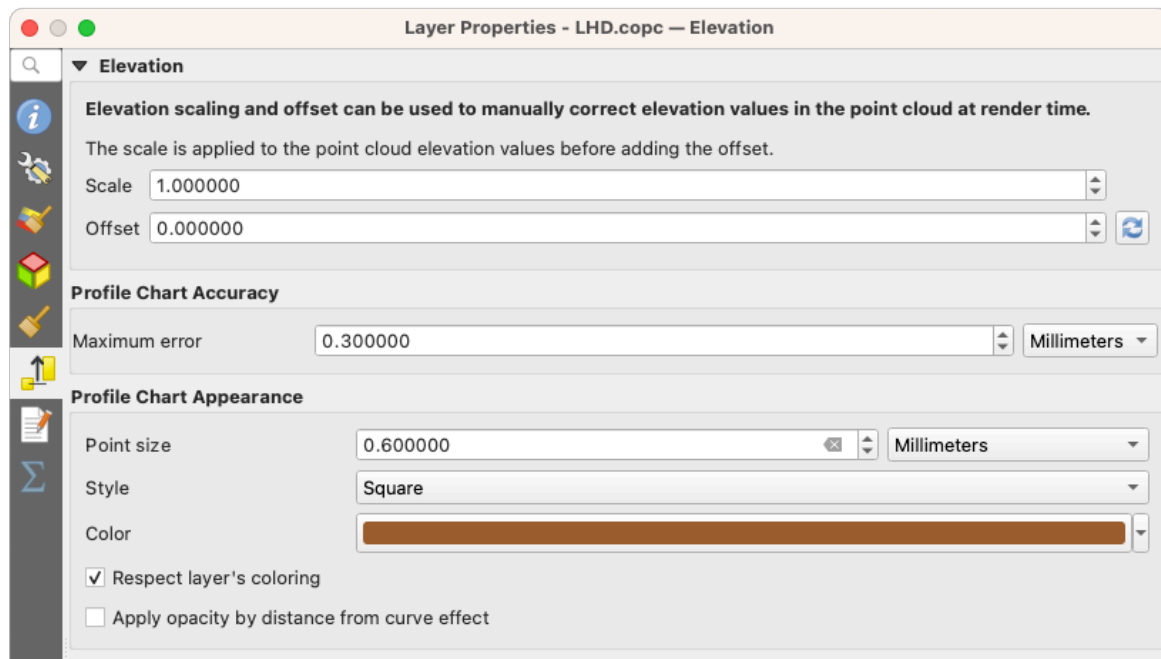 Layer Properties - LHD.copc — Elevation
Elevation
Elevation scaling and offset can be used to manually correct elevation values in the point cloud at render time.
The scale is applied to the point cloud elevation values before adding the offset.
Scale 1.000000
Offset 0.000000
Profile Chart Accuracy
Maximum error 0.300000 Millimeters
Profile Chart Appearance
Point size 0.600000 Millimeters
Style Square
Color
Respect layer's coloring
Apply opacity by distance from curve effect